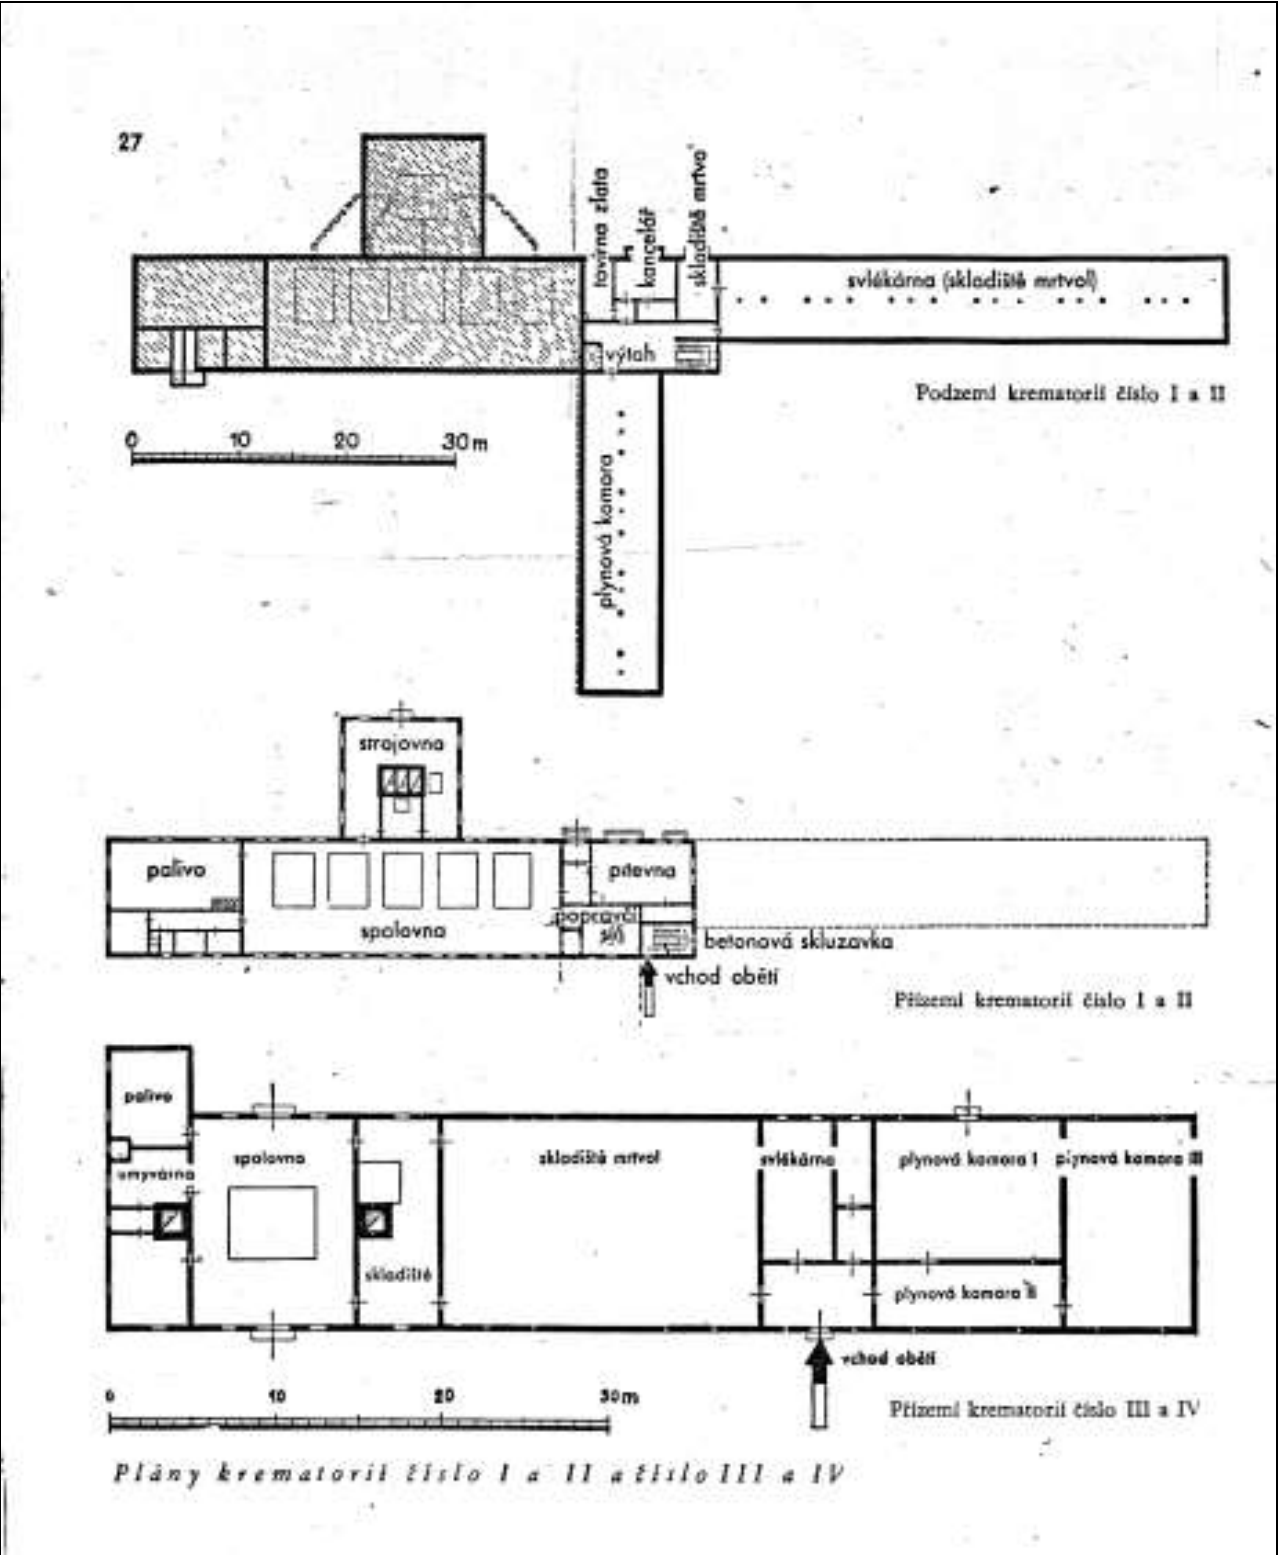 27
tavírna zlata
kancelář
skladiště mrtvol
svlékárna (skladiště mrtvol)
výtah
Podzemí krematorií číslo I a II
0 10 20 30 m
plynová komora
strojovna
palivo
pitevna
popravčí
síň
spalovna
betonová skluzavka
vchod obětí
Přízemí krematorií číslo I a II
palivo
umývárna
spalovna
skladiště mrtvol
svlékárna
plynová komora I
plynová komora III
skladiště
plynová komora II
vchod obětí
0 10 20 30 m
Přízemí krematorií číslo III a IV
Plány krematorií číslo I a II a číslo III a IV